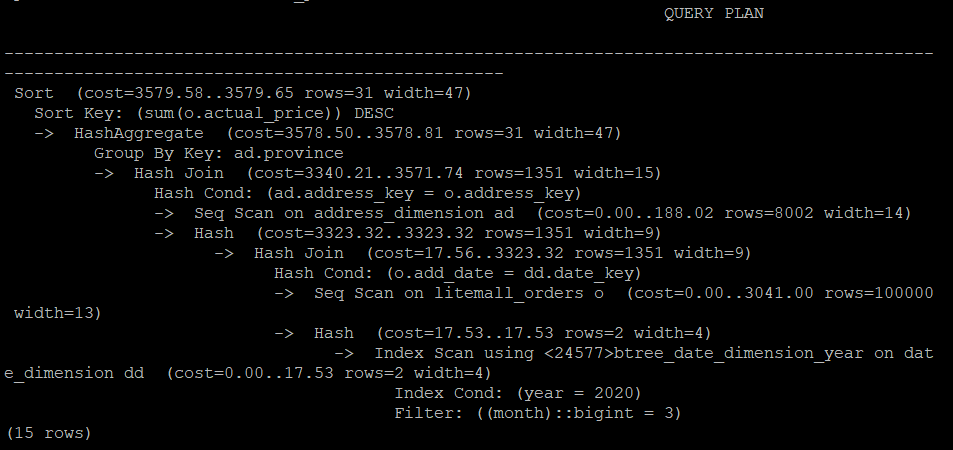 QUERY PLAN
---------------------------------------------------------------------------------------------
--------------------------------------------------
Sort  (cost=3579.58..3579.65 rows=31 width=47)
  Sort Key: (sum(o.actual_price)) DESC
  ->  HashAggregate  (cost=3578.50..3578.81 rows=31 width=47)
        Group By Key: ad.province
        ->  Hash Join  (cost=3340.21..3571.74 rows=1351 width=15)
              Hash Cond: (ad.address_key = o.address_key)
              ->  Seq Scan on address_dimension ad  (cost=0.00..188.02 rows=8002 width=14)
              ->  Hash  (cost=3323.32..3323.32 rows=1351 width=9)
                    ->  Hash Join  (cost=17.56..3323.32 rows=1351 width=9)
                          Hash Cond: (o.add_date = dd.date_key)
                          ->  Seq Scan on litemall_orders o  (cost=0.00..3041.00 rows=100000
width=13)
                          ->  Hash  (cost=17.53..17.53 rows=2 width=4)
                                ->  Index Scan using <24577>btree_date_dimension_year on dat
e_dimension dd  (cost=0.00..17.53 rows=2 width=4)
                                      Index Cond: (year = 2020)
                                      Filter: ((month)::bigint = 3)
(15 rows)